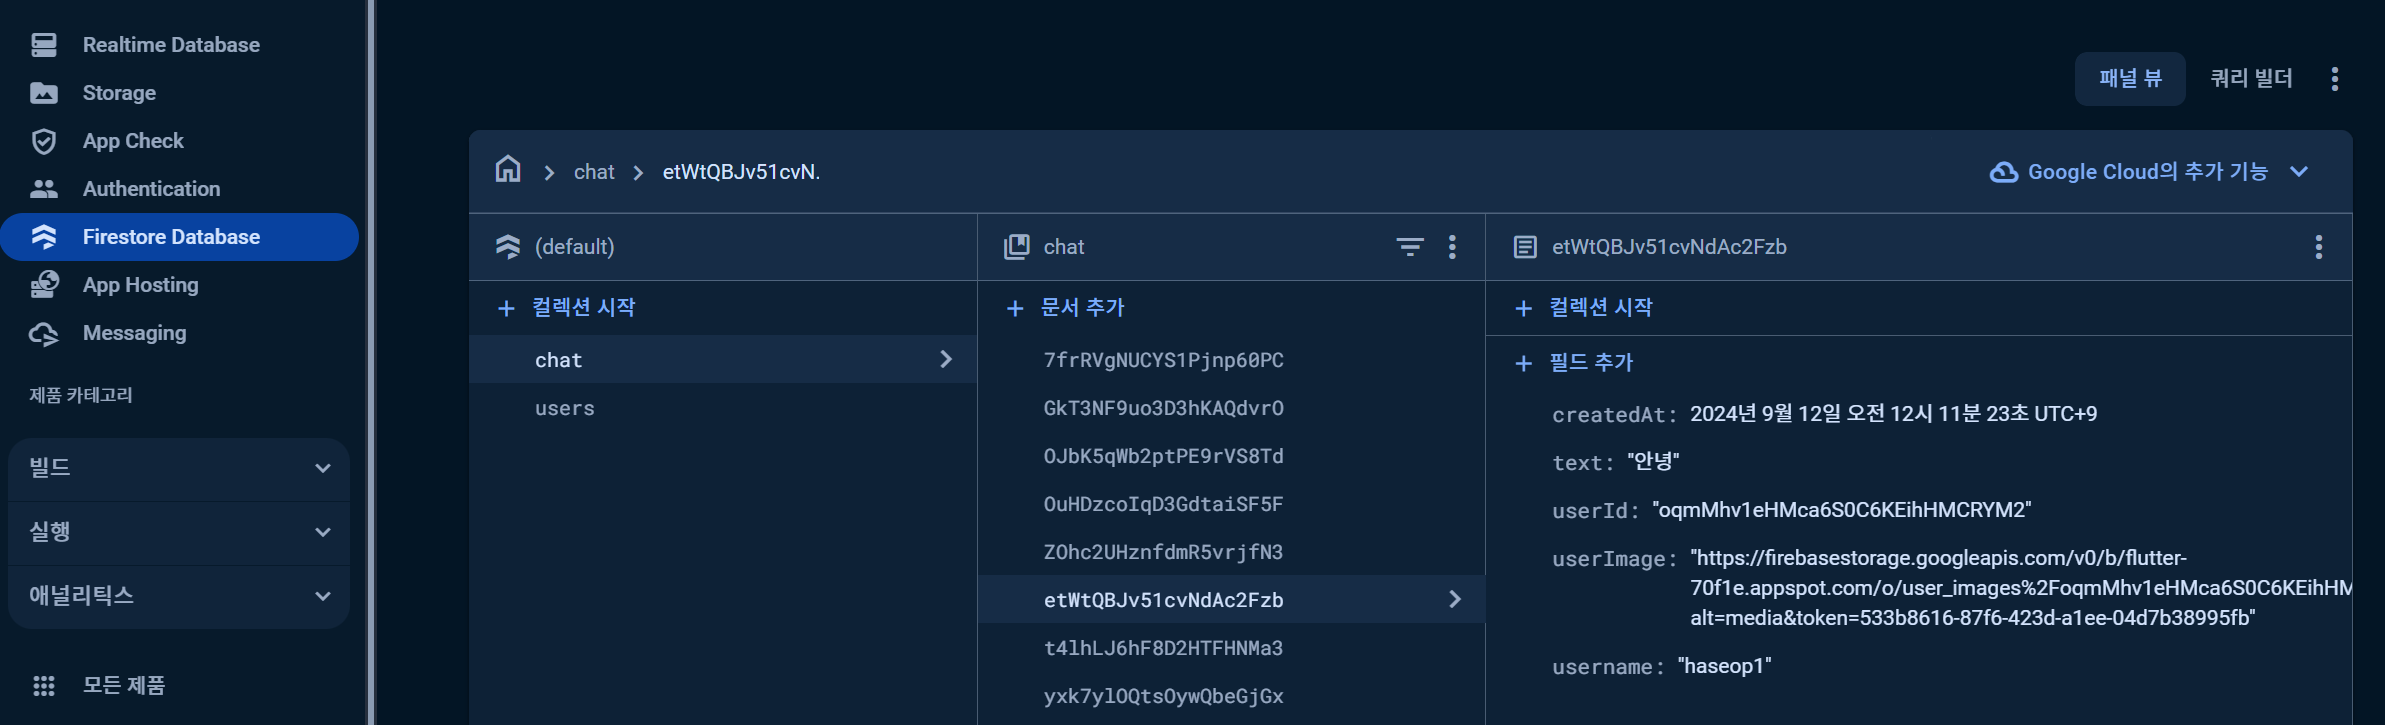 Realtime Database
Storage
App Check
Authentication
Firestore Database
App Hosting
Messaging
제품 카테고리
빌드
실행
애널리틱스
모든 제품
패널 뷰
쿼리 빌더
chat
etWtQBJv51cvN.
Google Cloud의 추가 기능
(default)
컬렉션 시작
chat
users
chat
문서 추가
7frRVgNUCYS1Pjnp60PC
GkT3NF9uo3D3hKAQdvrO
OJbK5qWb2ptPE9rVS8Td
OuHDzcoIqD3GdtaiSF5F
ZOhc2UHznfdmR5vrjfN3
etWtQBJv51cvNdAc2Fzb
t4lhLJ6hF8D2HTFHNMa3
yxk7ylOQtsOywQbeGjGx
etWtQBJv51cvNdAc2Fzb
컬렉션 시작
필드 추가
createdAt: 2024년 9월 12일 오전 12시 11분 23초 UTC+9
text: "안녕"
userId: "oqmMhv1eHMca6S0C6KEihHMCRYM2"
userImage: "https://firebasestorage.googleapis.com/v0/b/flutter-
70f1e.appspot.com/o/user_images%2FoqmMhv1eHMca6S0C6KEihHM
alt=media&token=533b8616-87f6-423d-a1ee-04d7b38995fb"
username: "haseop1"